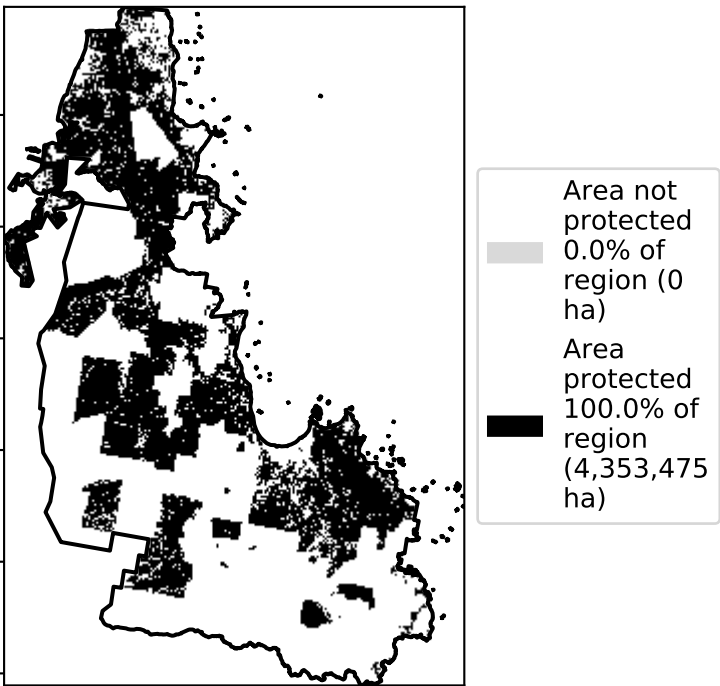 Area not
protected
0.0% of
region (0
ha)
Area
protected
100.0% of
region
(4,353,475
ha)